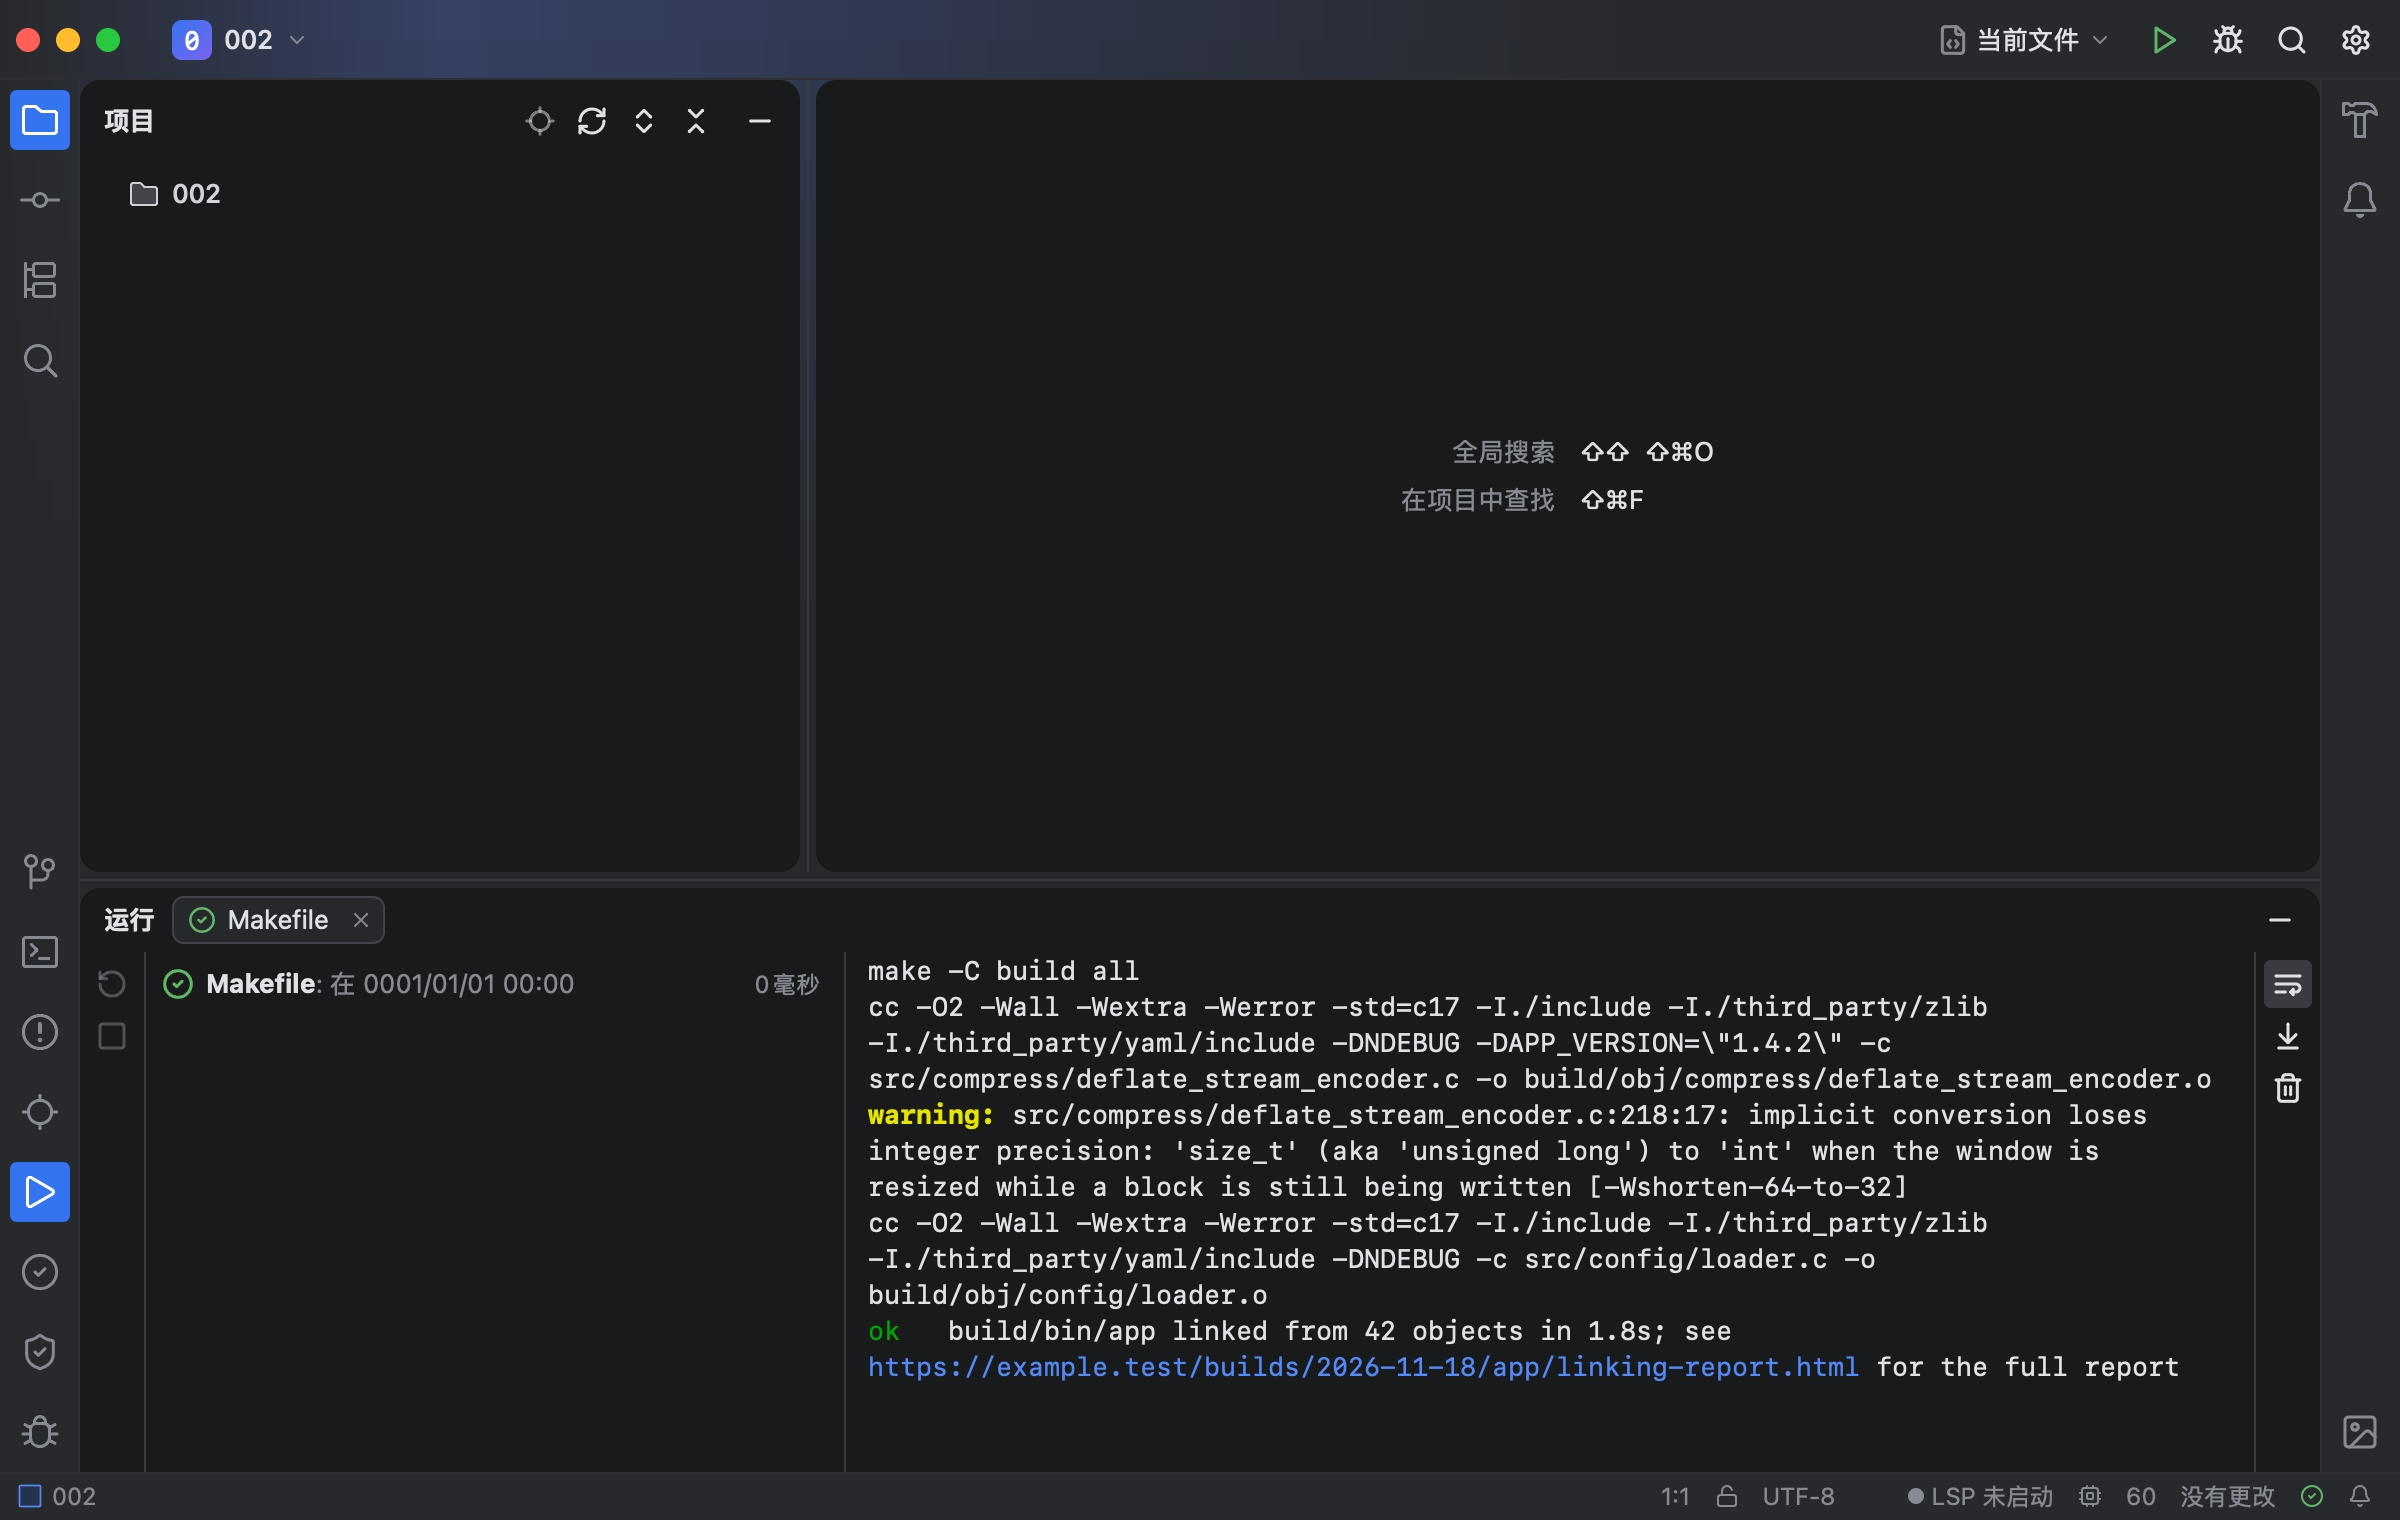 0 002
当前文件
项目
002
全局搜索 ⇧⇧ ⇧⌘O
在项目中查找 ⇧⌘F
运行 Makefile
Makefile: 在 0001/01/01 00:00 0 毫秒
make -C build all
cc -O2 -Wall -Wextra -Werror -std=c17 -I./include -I./third_party/zlib
-I./third_party/yaml/include -DNDEBUG -DAPP_VERSION=\"1.4.2\" -c
src/compress/deflate_stream_encoder.c -o build/obj/compress/deflate_stream_encoder.o
warning: src/compress/deflate_stream_encoder.c:218:17: implicit conversion loses
integer precision: 'size_t' (aka 'unsigned long') to 'int' when the window is
resized while a block is still being written [-Wshorten-64-to-32]
cc -O2 -Wall -Wextra -Werror -std=c17 -I./include -I./third_party/zlib
-I./third_party/yaml/include -DNDEBUG -c src/config/loader.c -o
build/obj/config/loader.o
ok   build/bin/app linked from 42 objects in 1.8s; see
https://example.test/builds/2026-11-18/app/linking-report.html for the full report
002
1:1 UTF-8 LSP 未启动 60 没有更改